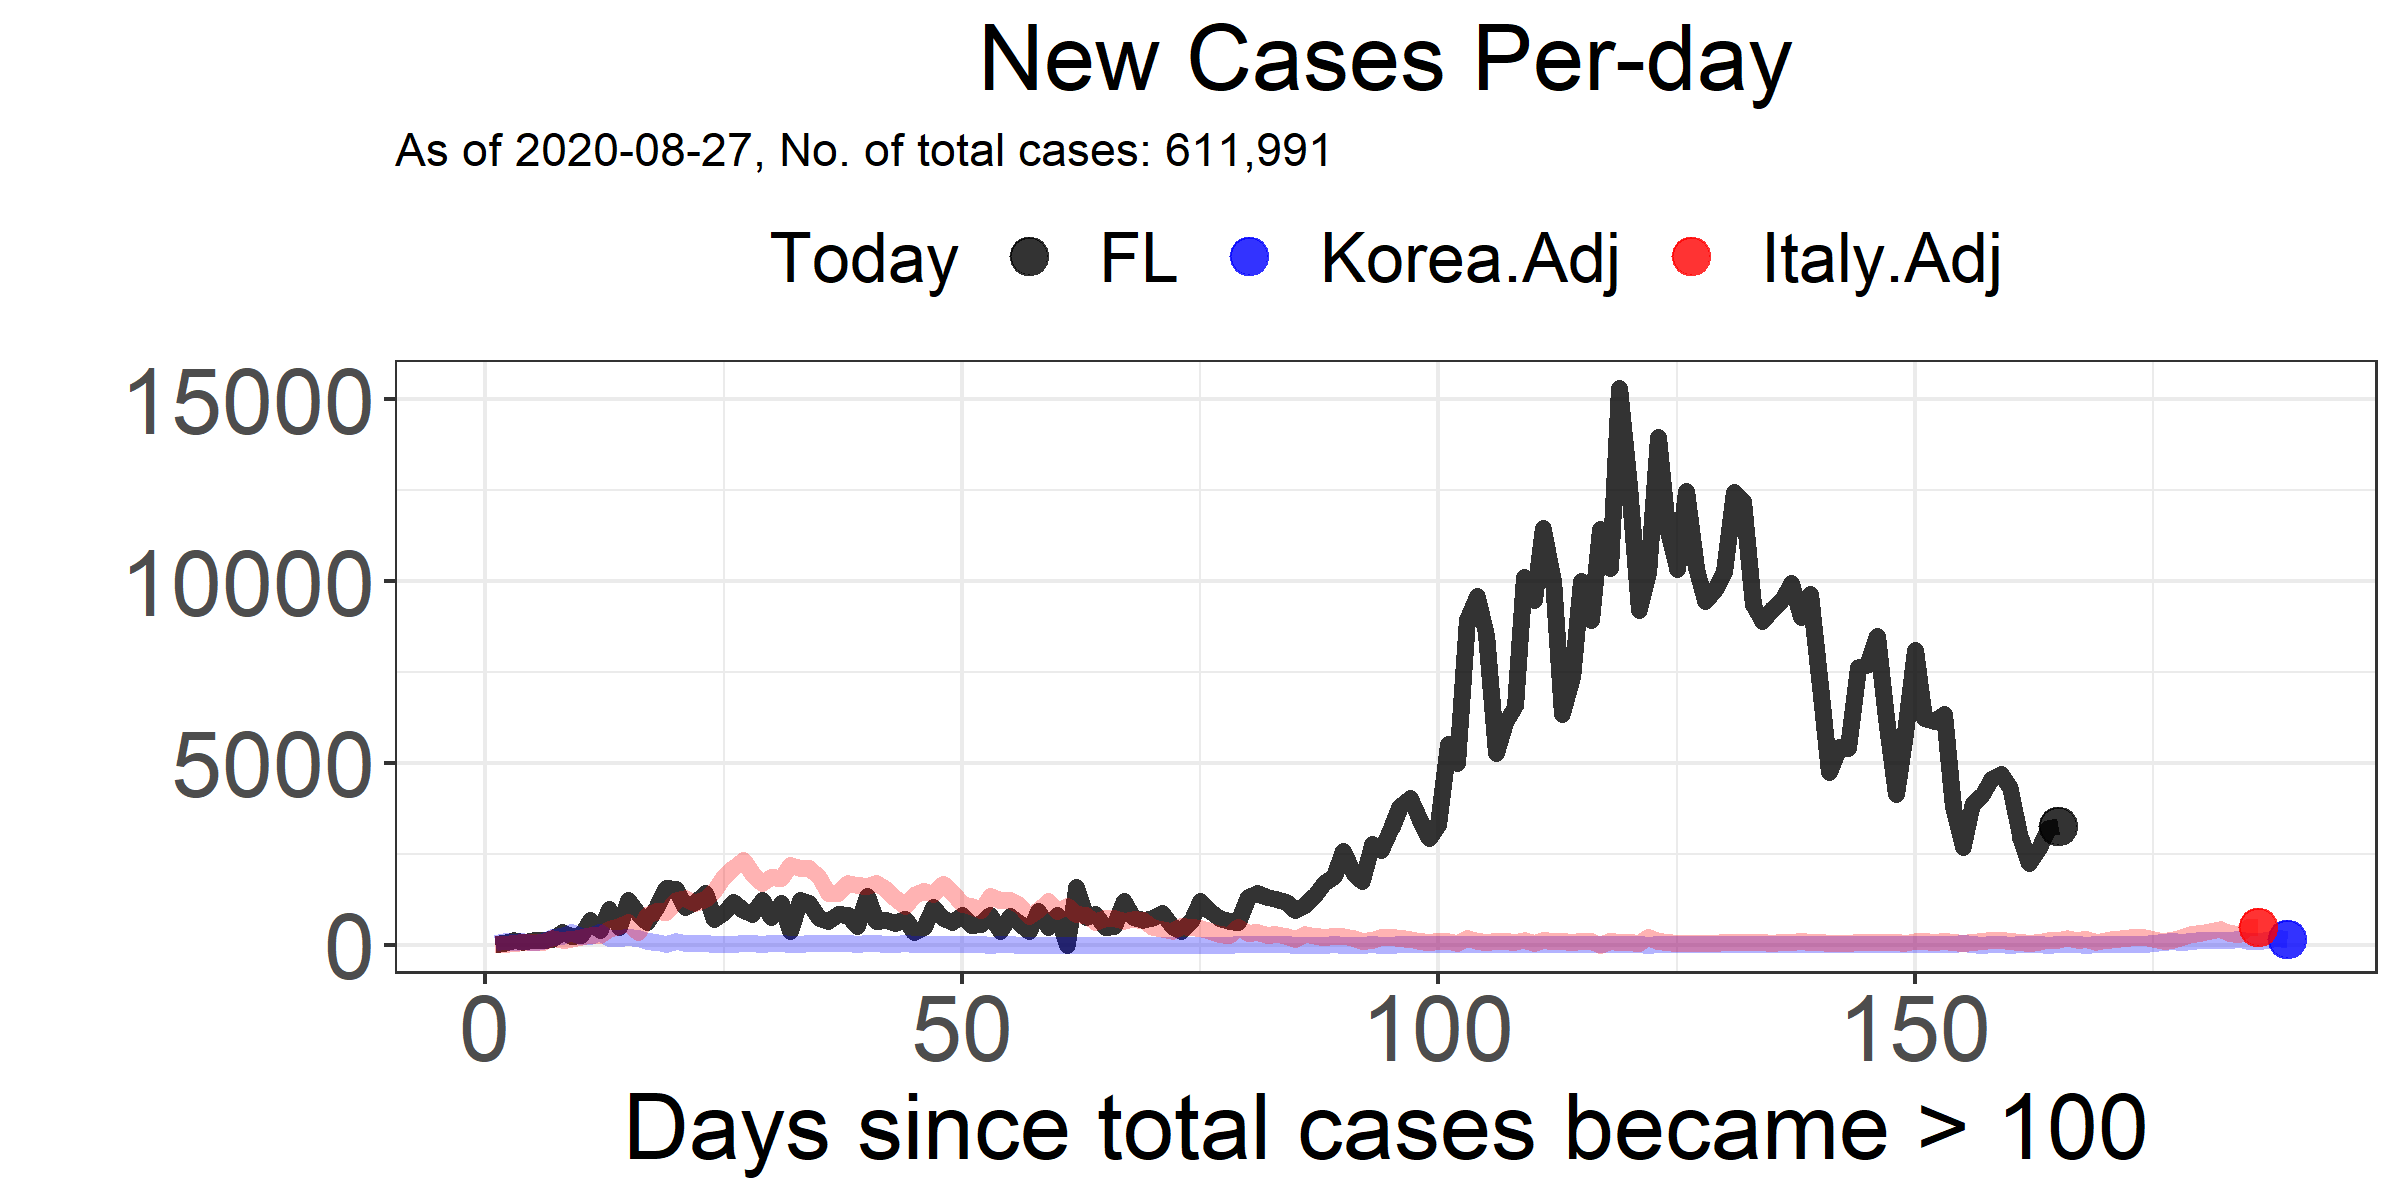 New Cases Per-day
As of 2020-08-27, No. of total cases: 611,991
Today FL Korea.Adj Italy.Adj
15000
10000
5000
0
0 50 100 150
Days since total cases became > 100